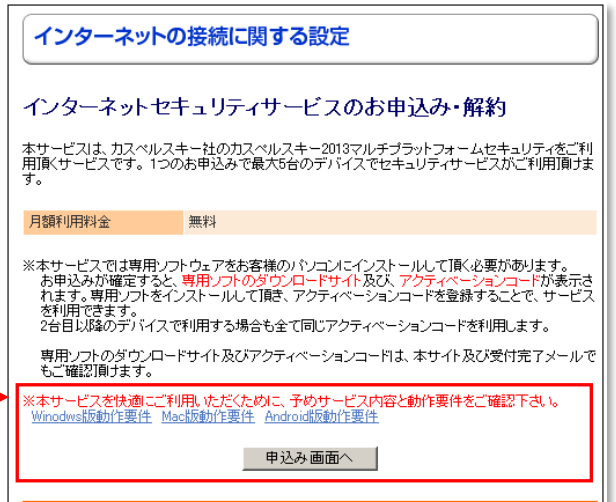 インターネットの接続に関する設定
インターネットセキュリティサービスのお申込み・解約
本サービスは、カスペルスキー社のカスペルスキー2013マルチプラットフォームセキュリティをご利
用頂くサービスです。1つのお申込みで最大5台のデバイスでセキュリティサービスがご利用頂けま
す。
月額利用料金 無料
※本サービスでは専用ソフトウェアをお客様のパソコンにインストールして頂く必要があります。
お申込みが確定すると、専用ソフトのダウンロードサイト及び、アクティベーションコードが表示さ
れます。専用ソフトをインストールして頂き、アクティベーションコードを登録することで、サービス
を利用できます。
2台目以降のデバイスで利用する場合も全て同じアクティベーションコードを利用します。
専用ソフトのダウンロードサイト及びアクティベーションコードは、本サイト及び受付完了メールで
もご確認頂けます。
※本サービスを快適にご利用いただくために、予めサービス内容と動作要件をご確認下さい。
Winodws版動作要件 Mac版動作要件 Android版動作要件
申込み画面へ